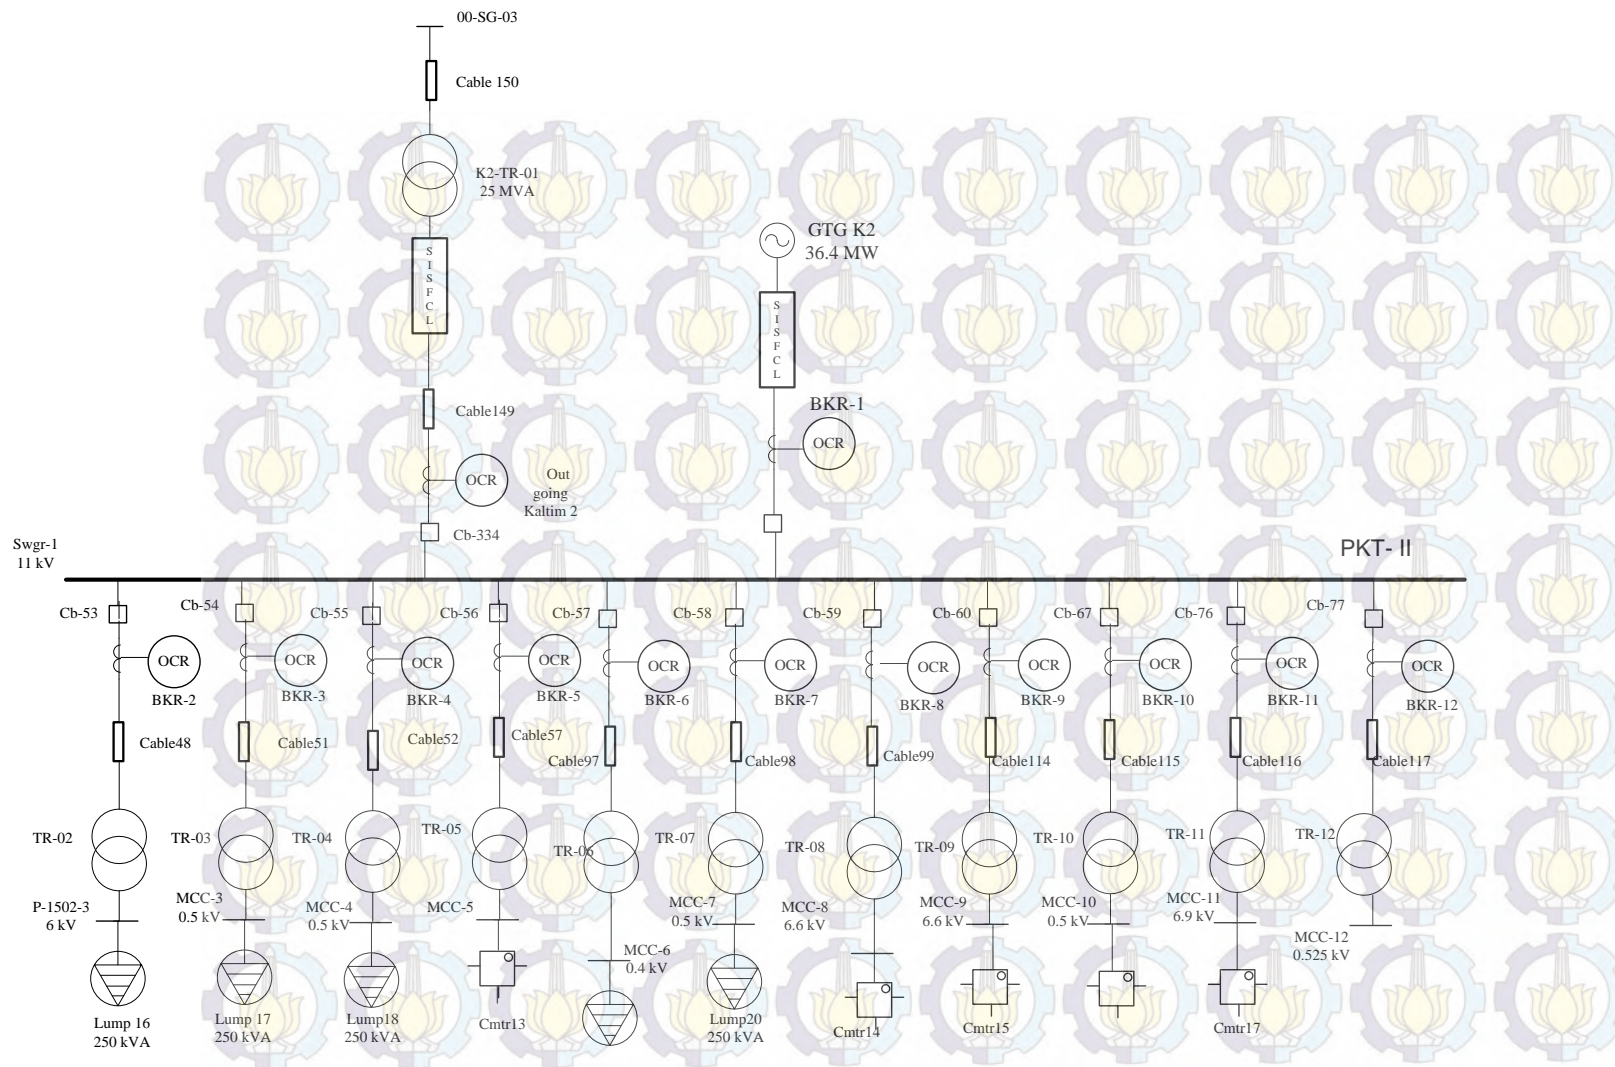 00-SG-03
Cable 150
K2-TR-01
25 MVA
S
I
S
F
C
L
GTG K2
36.4 MW
S
I
S
F
C
L
Cable149
BKR-1
OCR
OCR
Out
going
Kaltim 2
Cb-334
Swgr-1
11 kV
PKT- II
Cb-53
Cb-54
Cb-55
Cb-56
Cb-57
Cb-58
Cb-59
Cb-60
Cb-67
Cb-76
Cb-77
OCR
OCR
OCR
OCR
OCR
OCR
OCR
OCR
OCR
OCR
OCR
BKR-2
BKR-3
BKR-4
BKR-5
BKR-6
BKR-7
BKR-8
BKR-9
BKR-10
BKR-11
BKR-12
Cable48
Cable51
Cable52
Cable57
Cable97
Cable98
Cable99
Cable114
Cable115
Cable116
Cable117
TR-02
TR-03
TR-04
TR-05
TR-06
TR-07
TR-08
TR-09
TR-10
TR-11
TR-12
P-1502-3
6 kV
MCC-3
0.5 kV
MCC-4
0.5 kV
MCC-5
MCC-6
0.4 kV
MCC-7
0.5 kV
MCC-8
6.6 kV
MCC-9
6.6 kV
MCC-10
0.5 kV
MCC-11
6.9 kV
MCC-12
0.525 kV
Lump 16
250 kVA
Lump 17
250 kVA
Lump18
250 kVA
Cmtr13
Lump20
250 kVA
Cmtr14
Cmtr15
Cmtr17